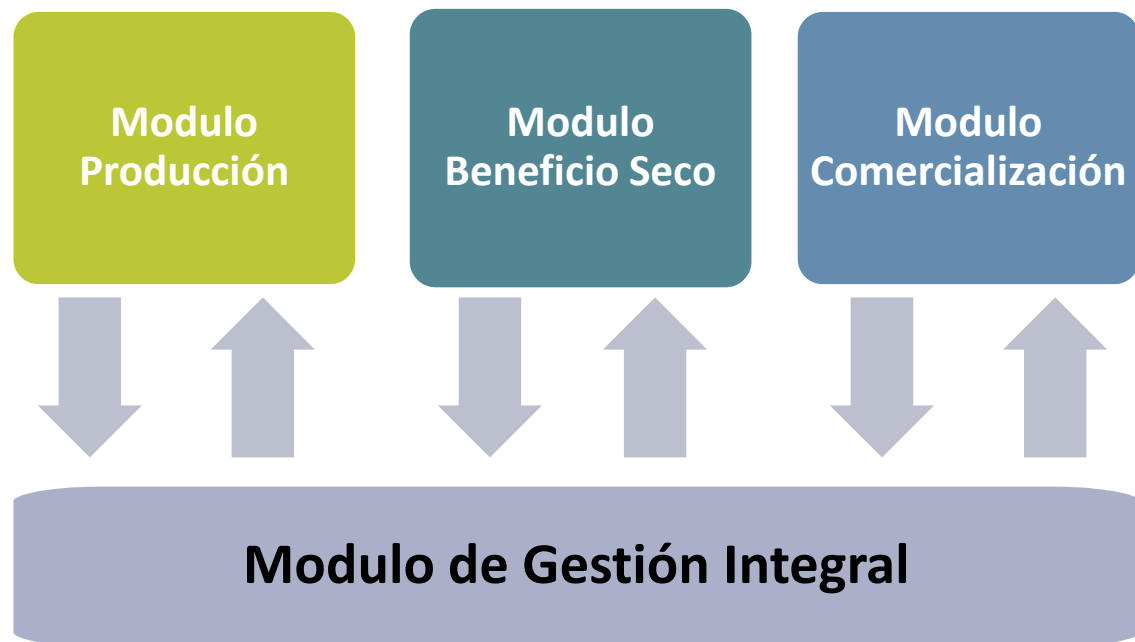 Modulo
Producción
Modulo
Beneficio Seco
Modulo
Comercialización
Modulo de Gestión Integral